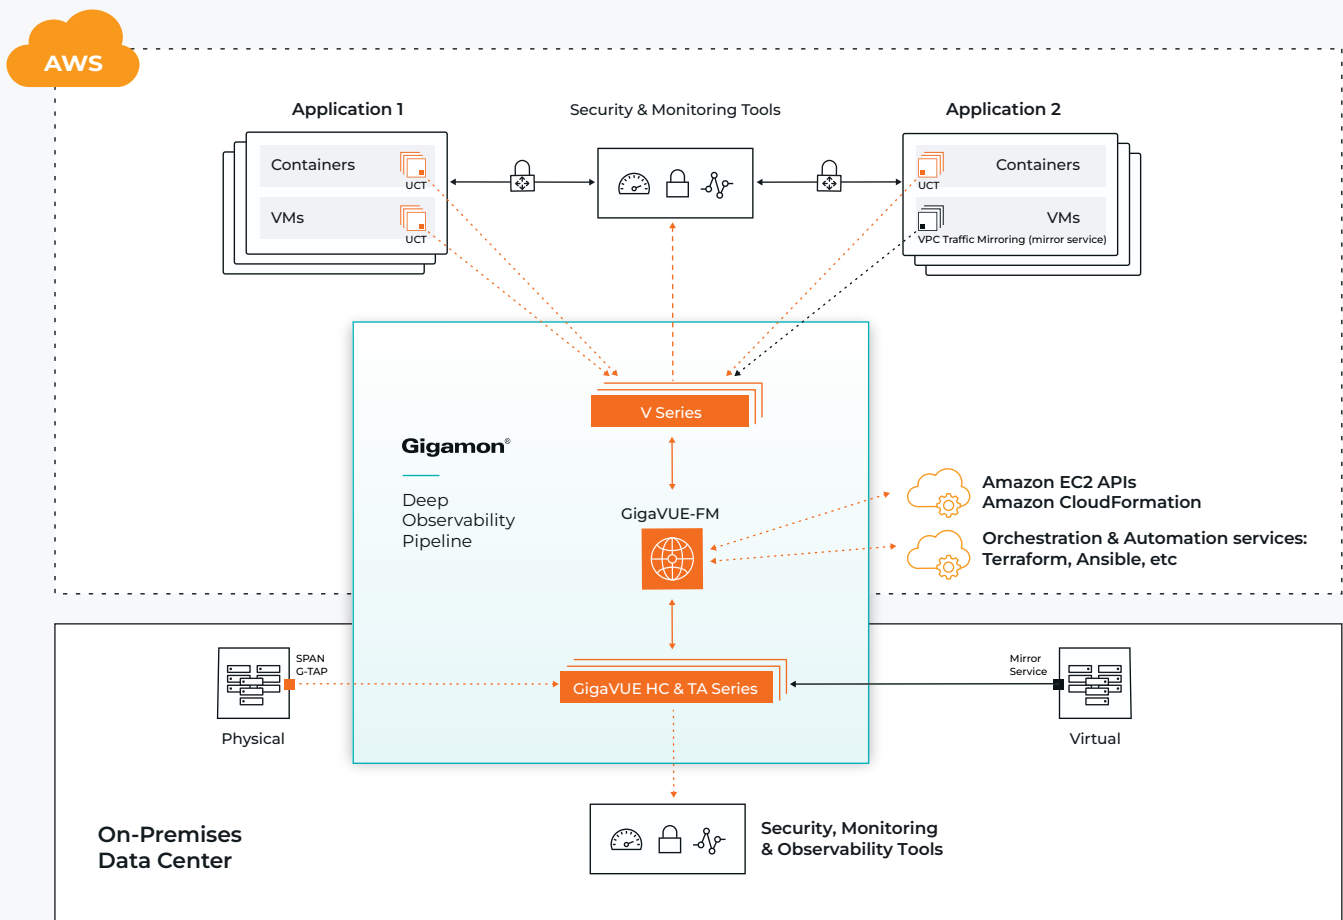 AWS
Application 1
Security & Monitoring Tools
Application 2
Containers
UCT
VMs
UCT
Containers
UCT
VMs
VPC Traffic Mirroring (mirror service)
V Series
Gigamon®
Deep
Observability
Pipeline
GigaVUE-FM
Amazon EC2 APIs
Amazon CloudFormation
Orchestration & Automation services:
Terraform, Ansible, etc
SPAN
G-TAP
Physical
GigaVUE HC & TA Series
Mirror
Service
Virtual
On-Premises
Data Center
Security, Monitoring
& Observability Tools